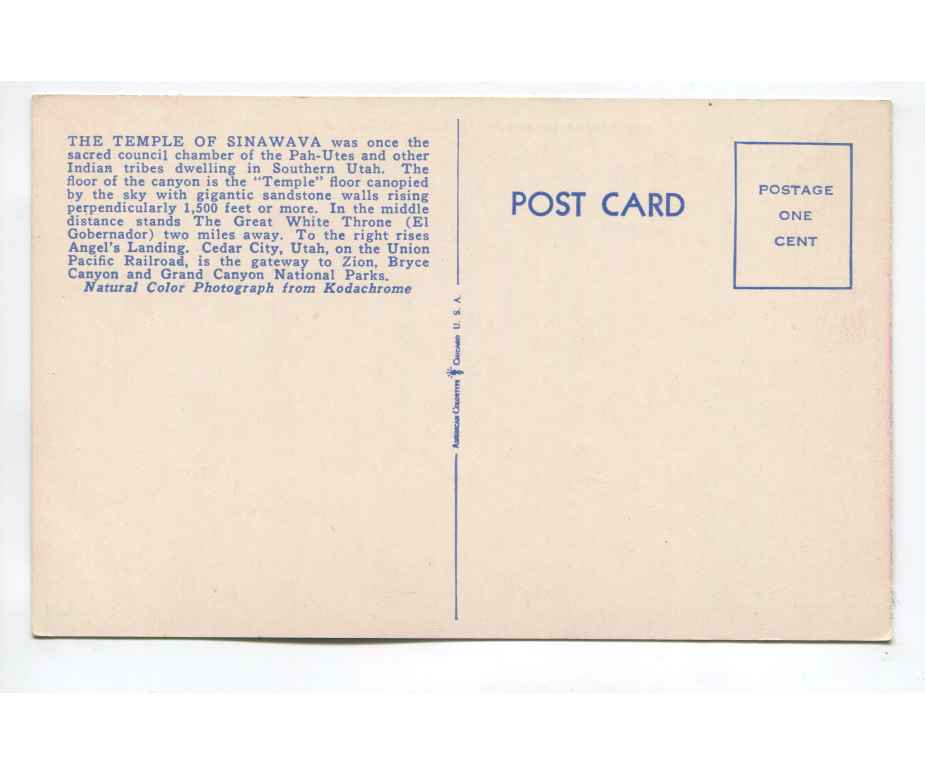 THE TEMPLE OF SINAWAVA was once the
sacred council chamber of the Pah-Utes and other
Indian tribes dwelling in Southern Utah. The
floor of the canyon is the "Temple" floor canopied
by the sky with gigantic sandstone walls rising
perpendicularly 1,500 feet or more. In the middle
distance stands The Great White Throne (El
Gobernador) two miles away. To the right rises
Angel's Landing. Cedar City, Utah, on the Union
Pacific Railroad, is the gateway to Zion, Bryce
Canyon and Grand Canyon National Parks.
Natural Color Photograph from Kodachrome
American Colortype Chicago U. S. A.
POST CARD
POSTAGE
ONE
CENT